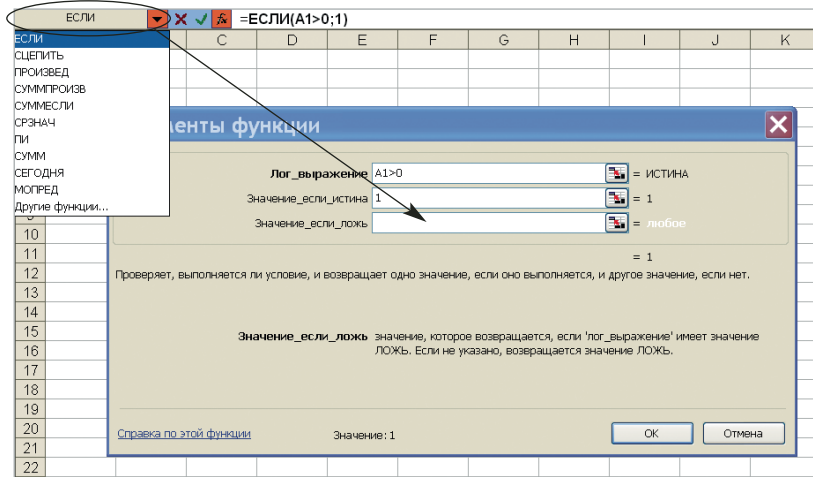 ЕСЛИ =ЕСЛИ(A1>0;1)
C D E F G H I J K
ЕСЛИ
СЦЕПИТЬ
ПРОИЗВЕД
СУММПРОИЗВ
СУММЕСЛИ
СРЗНАЧ
ПИ
СУММ
СЕГОДНЯ
МОПРЕД
Другие функции...
енты функции
Лог_выражение A1>0 = ИСТИНА
Значение_если_истина 1 = 1
Значение_если_ложь = любое
= 1
Проверяет, выполняется ли условие, и возвращает одно значение, если оно выполняется, и другое значение, если нет.
Значение_если_ложь значение, которое возвращается, если 'лог_выражение' имеет значение
ЛОЖЬ. Если не указано, возвращается значение ЛОЖЬ.
Справка по этой функции Значение: 1 ОК Отмена
10
11
12
13
14
15
16
17
18
19
20
21
22